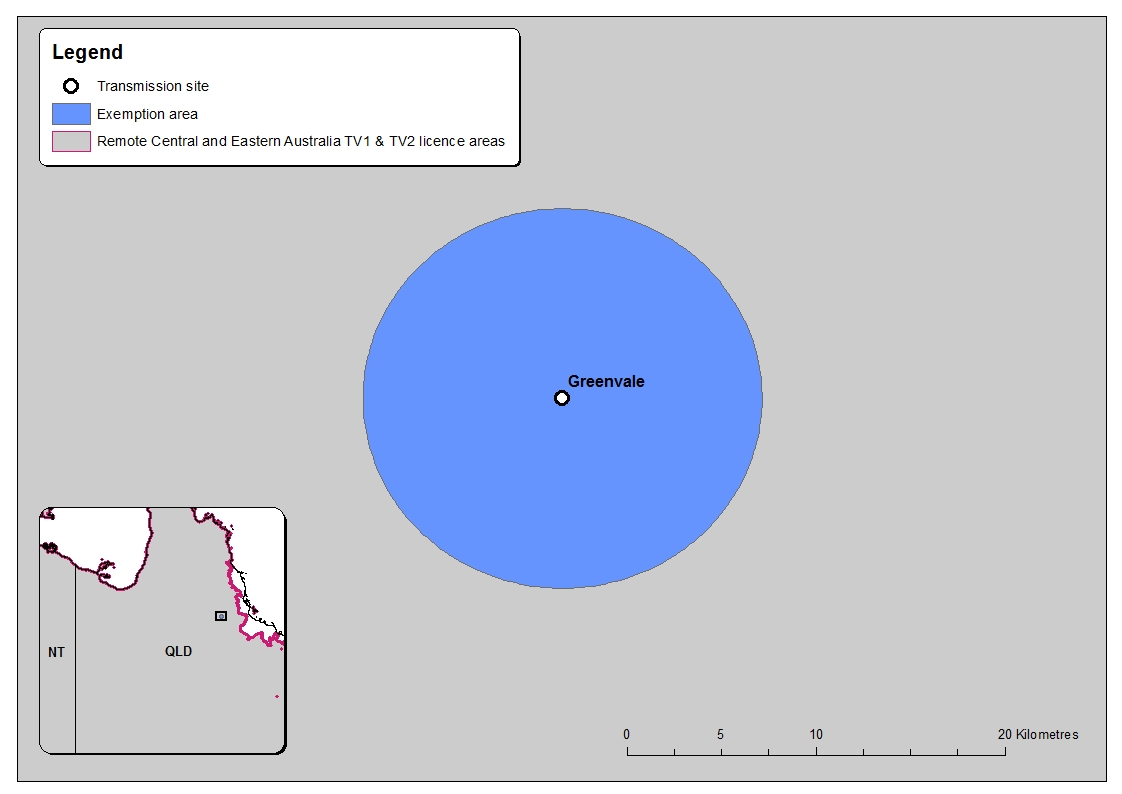 Legend
Transmission site
Exemption area
Remote Central and Eastern Australia TV1 & TV2 licence areas
Greenvale
NT
QLD
0 5 10 20 Kilometres